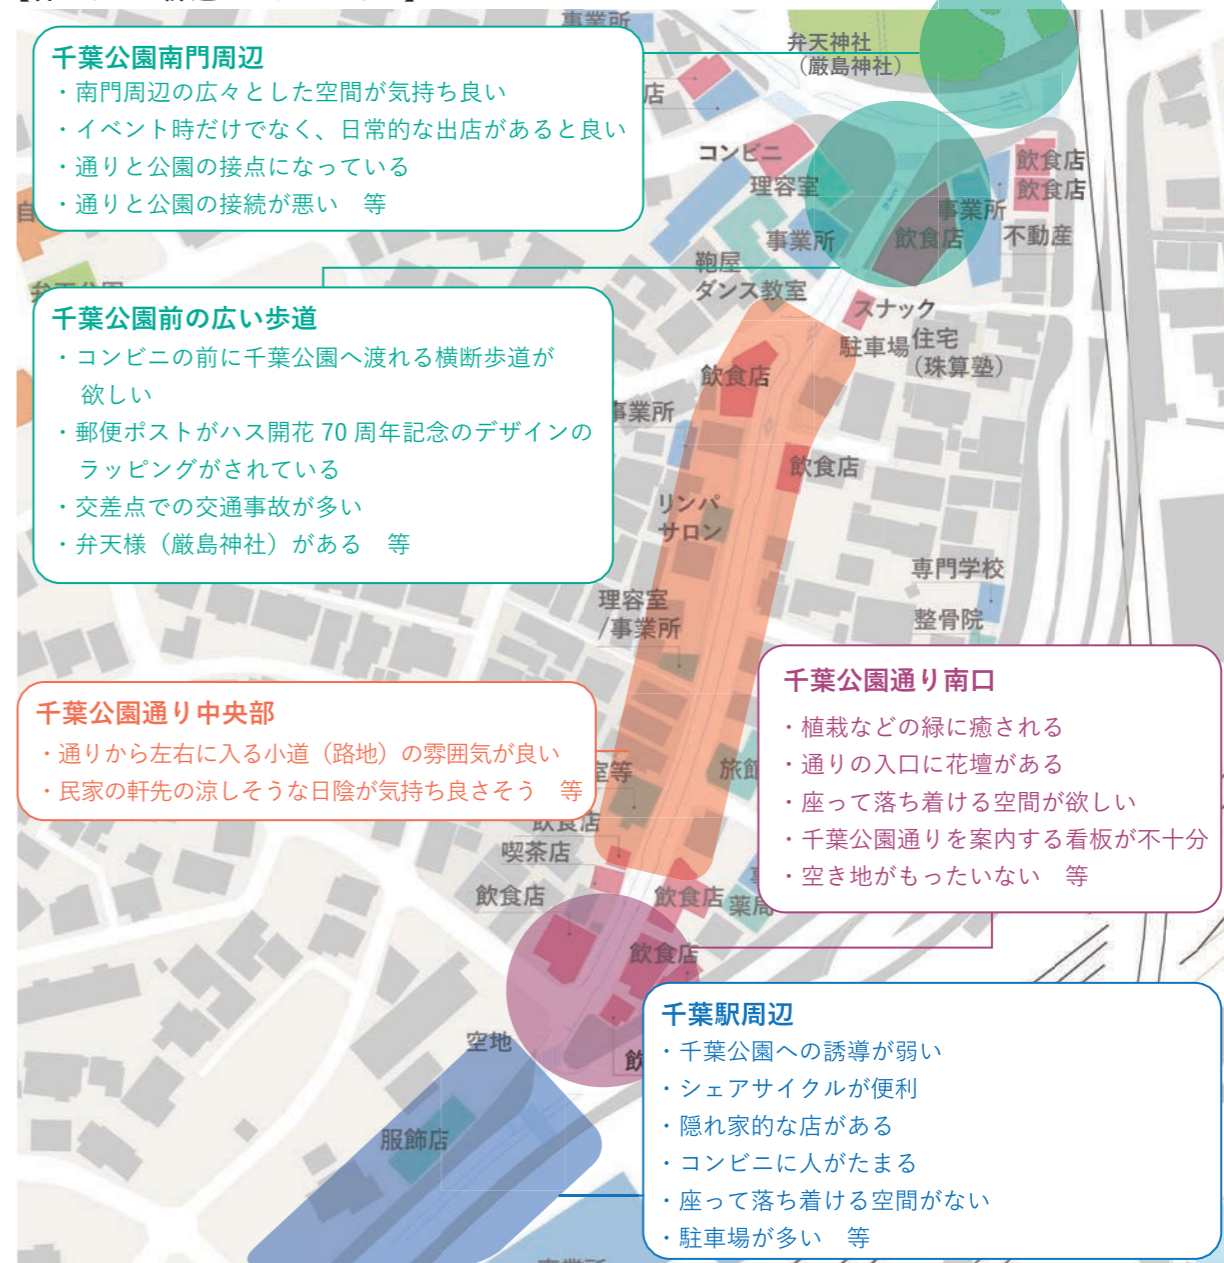 事業所
千葉公園南門周辺
・南門周辺の広々とした空間が気持ち良い
・イベント時だけでなく、日常的な出店があると良い
・通りと公園の接点になっている
・通りと公園の接続が悪い 等
弁天神社
（厳島神社）
店
コンビニ
理容室
事業所
鞄屋
ダンス教室
飲食店
事業所
飲食店
飲食店
不動産
千葉公園前の広い歩道
・コンビニの前に千葉公園へ渡れる横断歩道が
欲しい
・郵便ポストがハス開花 70 周年記念のデザインの
ラッピングがされている
・交差点での交通事故が多い
・弁天様（厳島神社）がある 等
スナック
駐車場
住宅
（珠算塾）
飲食店
事業所
飲食店
リンパ
サロン
専門学校
整骨院
理容室
/事業所
千葉公園通り中央部
・通りから左右に入る小道（路地）の雰囲気が良い
・民家の軒先の涼しそうな日陰が気持ち良さそう 等
室等
旅館
飲食店
喫茶店
飲食店
飲食店
薬局
飲食店
千葉公園通り南口
・植栽などの緑に癒される
・通りの入口に花壇がある
・座って落ち着ける空間が欲しい
・千葉公園通りを案内する看板が不十分
・空き地がもったいない 等
空地
飲
服飾店
千葉駅周辺
・千葉公園への誘導が弱い
・シェアサイクルが便利
・隠れ家的な店がある
・コンビニに人がたまる
・座って落ち着ける空間がない
・駐車場が多い 等